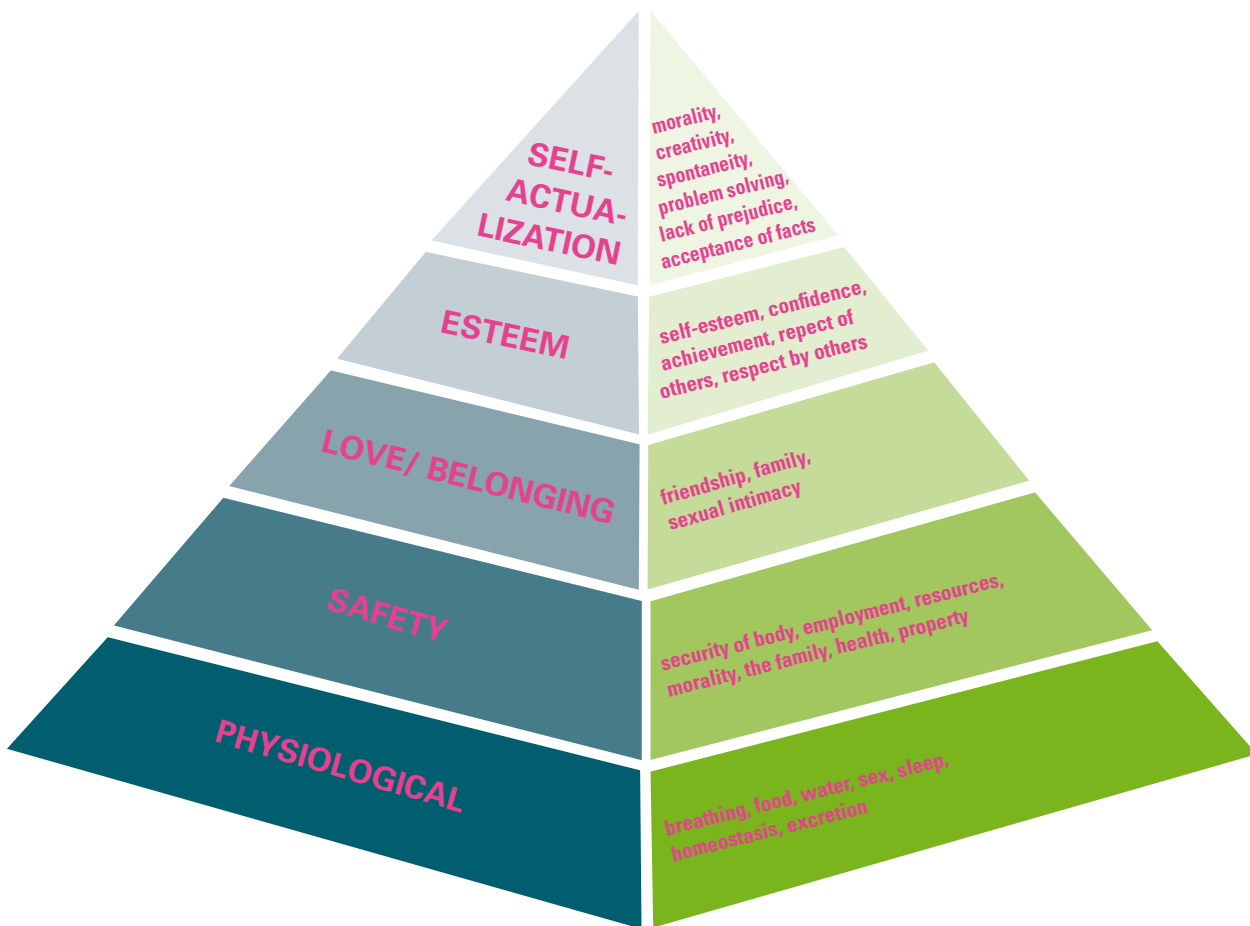 SELF-
ACTUA-
LIZATION
morality,
creativity,
spontaneity,
problem solving,
lack of prejudice,
acceptance of facts
ESTEEM
self-esteem, confidence,
achievement, repect of
others, respect by others
LOVE/ BELONGING
friendship, family,
sexual intimacy
SAFETY
security of body, employment, resources,
morality, the family, health, property
PHYSIOLOGICAL
breathing, food, water, sex, sleep,
homeostasis, excretion